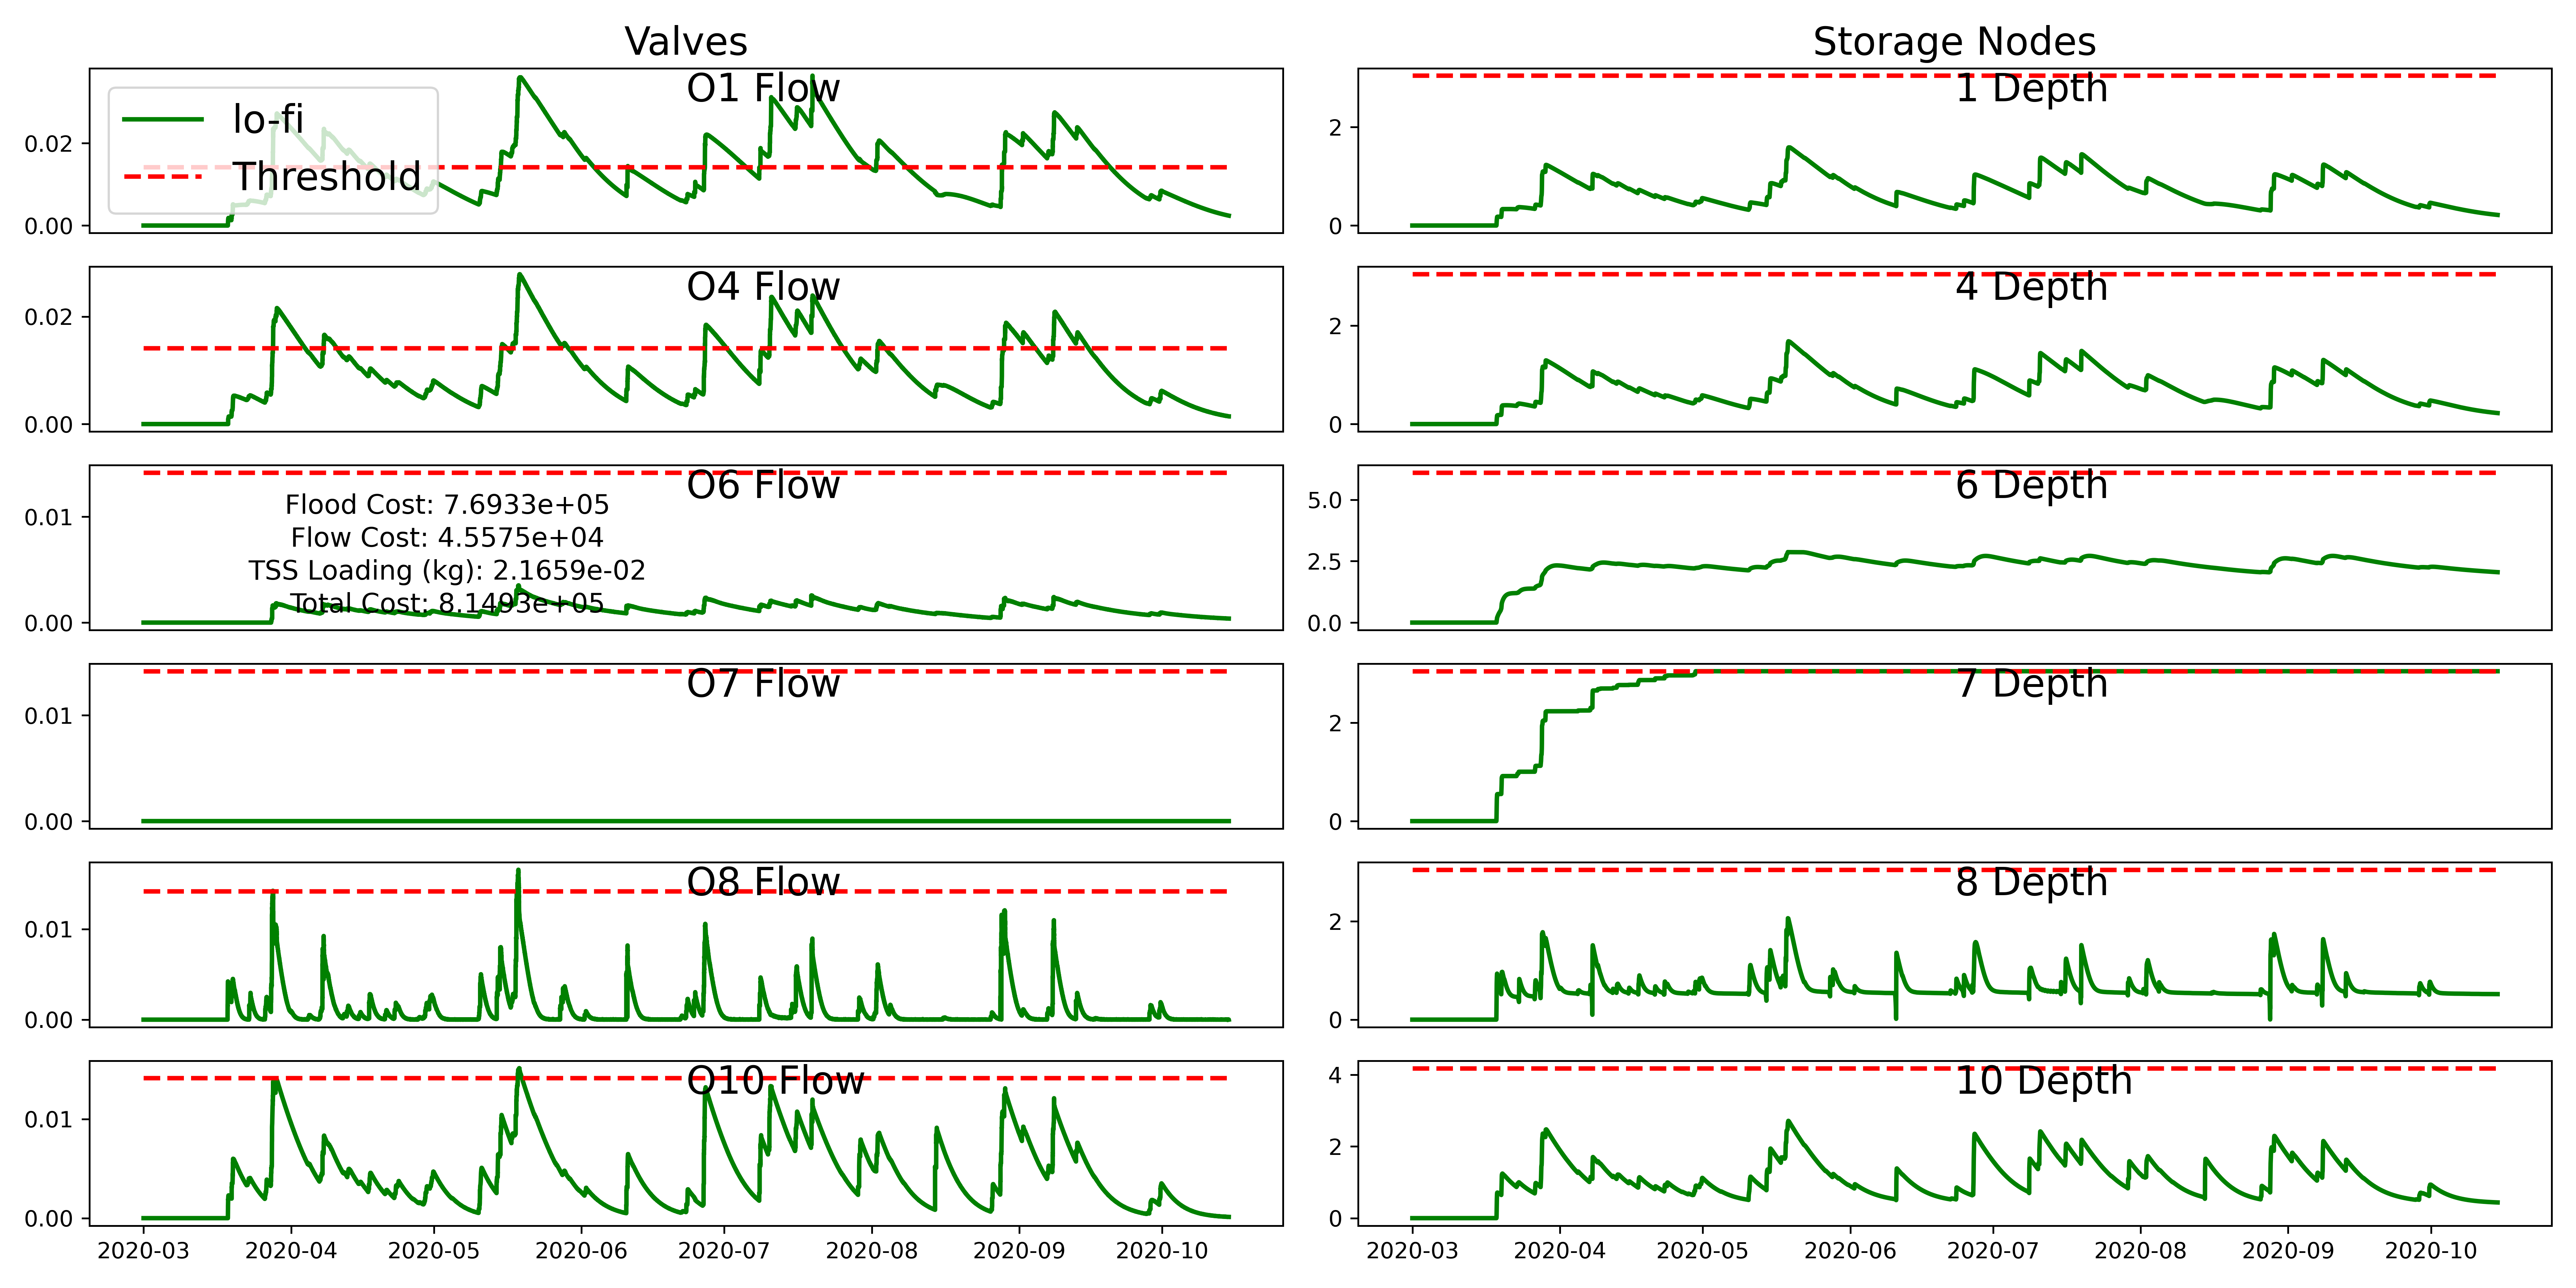 Valves
Storage Nodes
O1 Flow
lo-fi
Threshold
0.02
0.00
1 Depth
2
0
O4 Flow
0.02
0.00
4 Depth
2
0
O6 Flow
Flood Cost: 7.6933e+05
Flow Cost: 4.5575e+04
TSS Loading (kg): 2.1659e-02
Total Cost: 8.1493e+05
0.01
0.00
6 Depth
5.0
2.5
0.0
O7 Flow
0.01
0.00
7 Depth
2
0
O8 Flow
0.01
0.00
8 Depth
2
0
O10 Flow
0.01
0.00
2020-03 2020-04 2020-05 2020-06 2020-07 2020-08 2020-09 2020-10
10 Depth
4
2
0
2020-03 2020-04 2020-05 2020-06 2020-07 2020-08 2020-09 2020-10